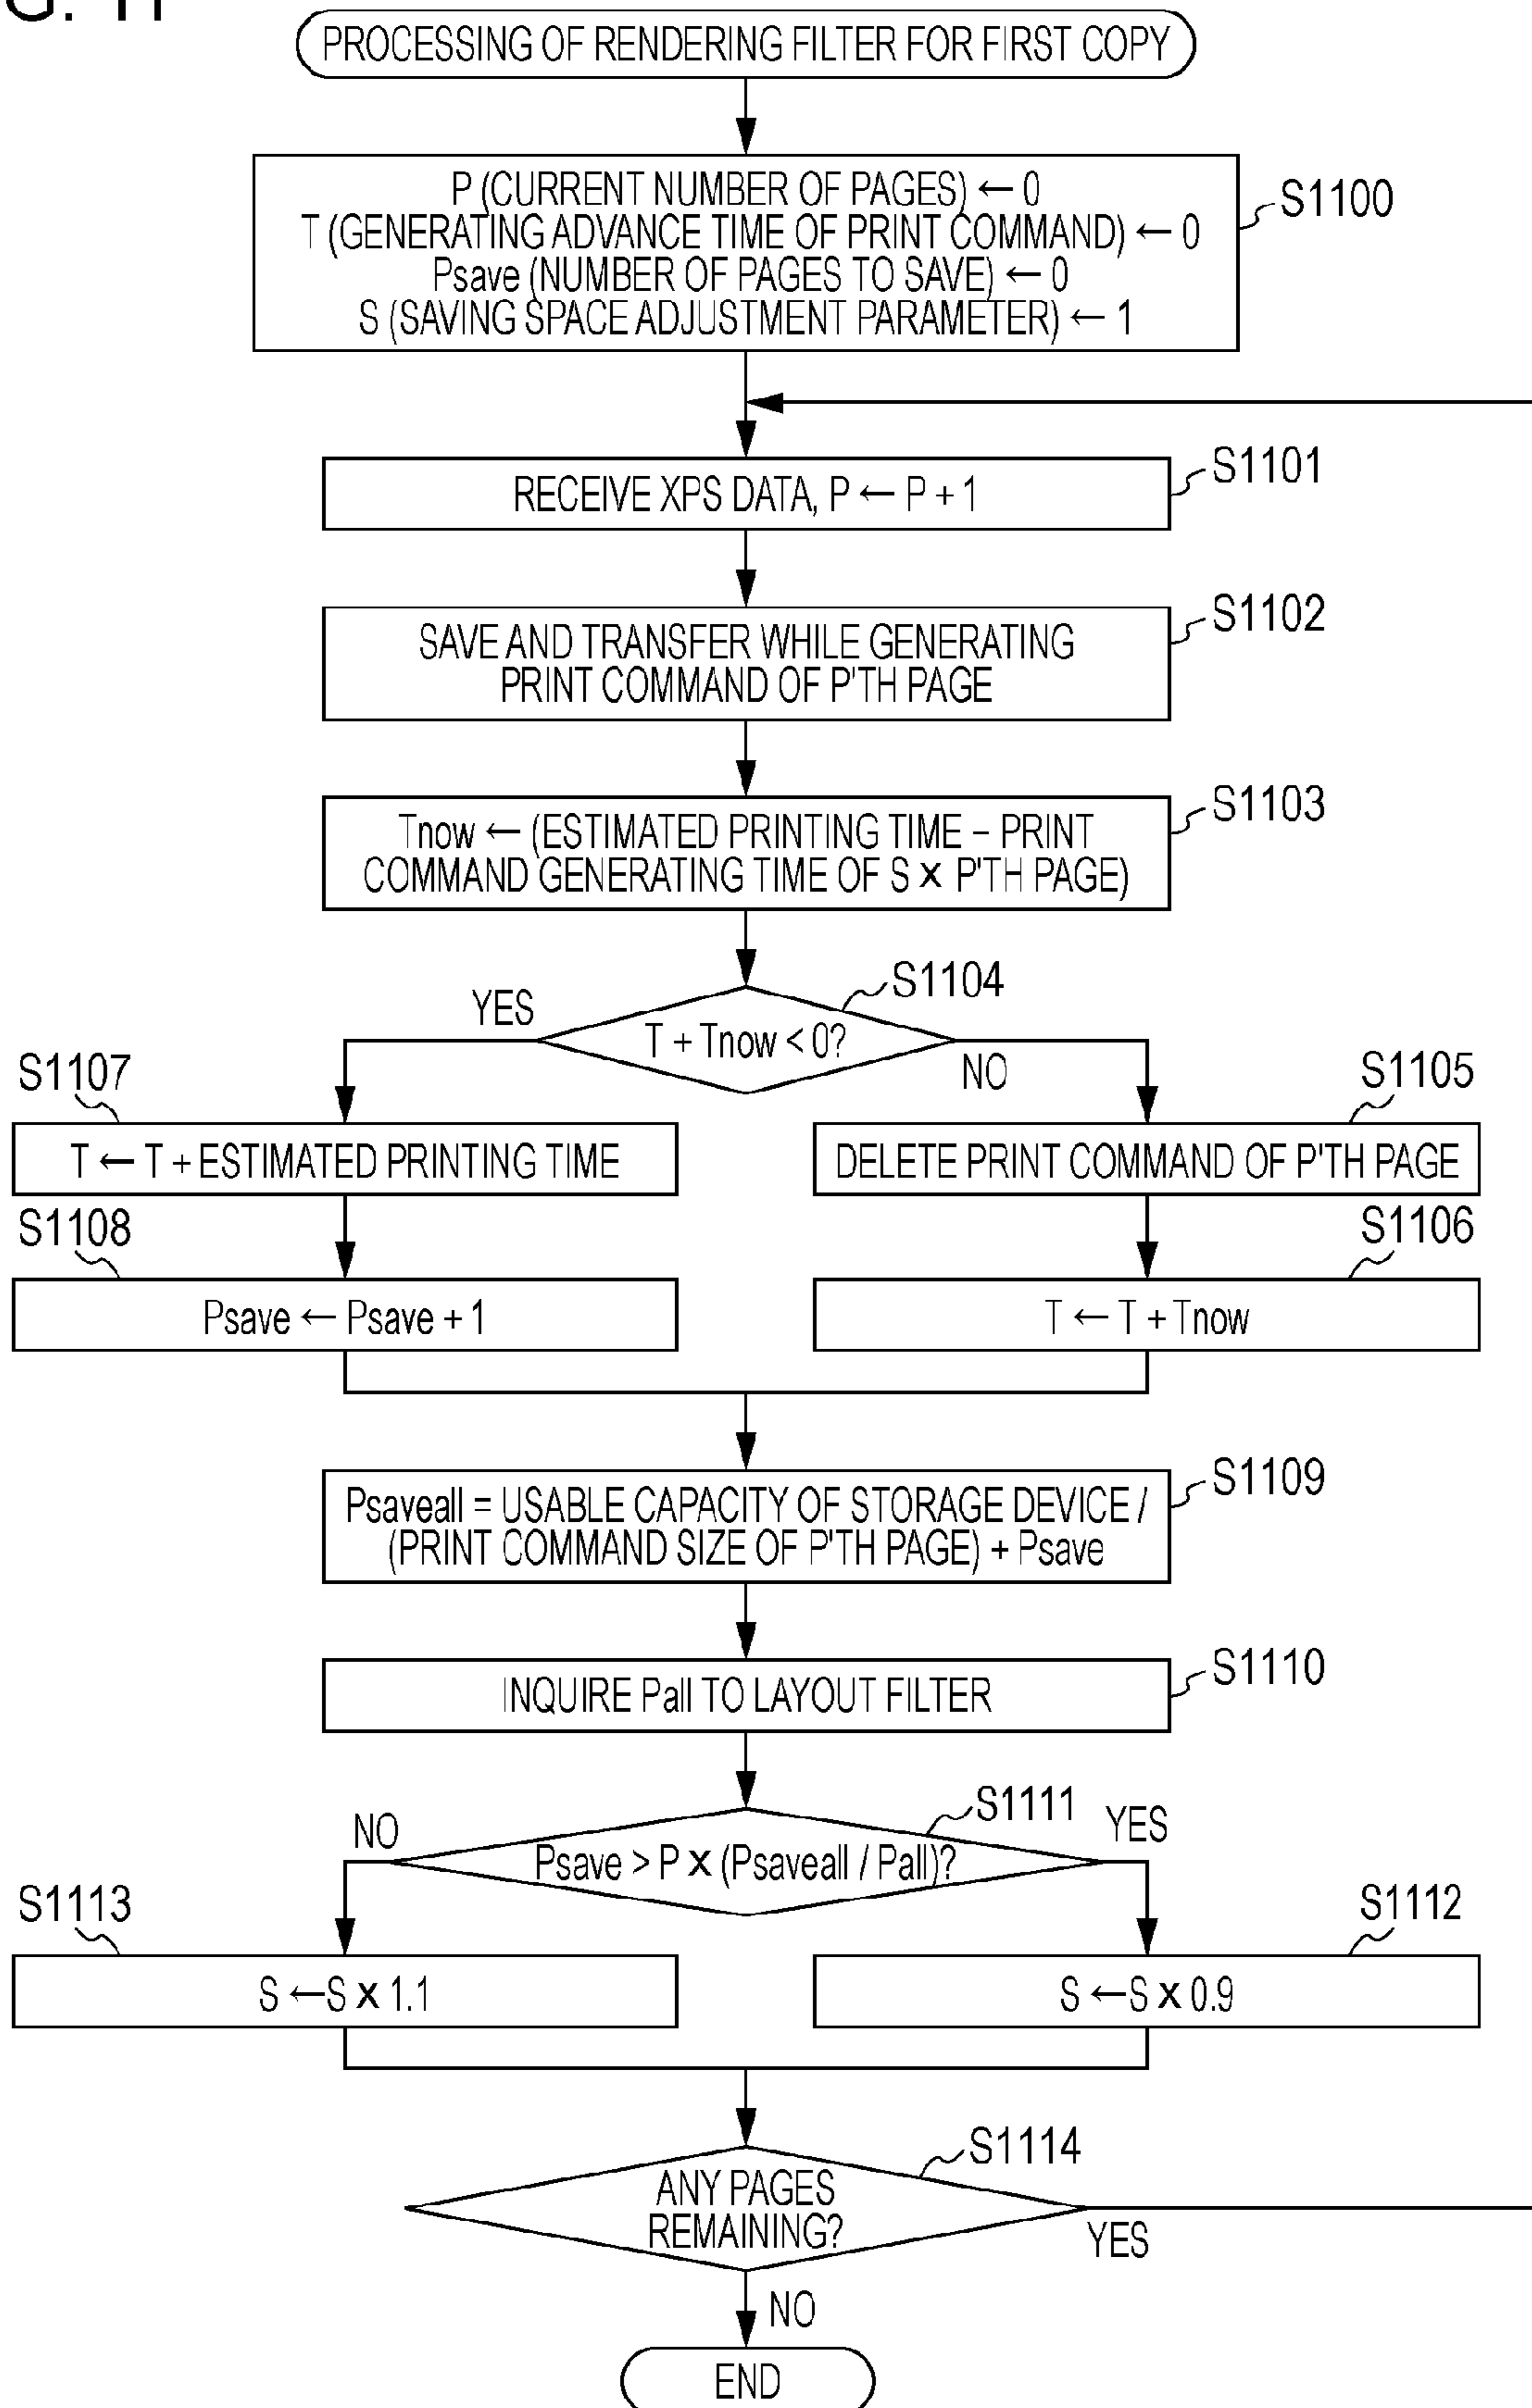 G. 11
PROCESSING OF RENDERING FILTER FOR FIRST COPY
P (CURRENT NUMBER OF PAGES) ← 0
T (GENERATING ADVANCE TIME OF PRINT COMMAND) ← 0
Psave (NUMBER OF PAGES TO SAVE) ← 0
S (SAVING SPACE ADJUSTMENT PARAMETER) ← 1
S1100
RECEIVE XPS DATA, P ← P + 1
S1101
SAVE AND TRANSFER WHILE GENERATING
PRINT COMMAND OF P'TH PAGE
S1102
Tnow ← (ESTIMATED PRINTING TIME – PRINT
COMMAND GENERATING TIME OF S x P'TH PAGE)
S1103
S1104
T + Tnow < 0?
YES
NO
S1107
T ← T + ESTIMATED PRINTING TIME
S1105
DELETE PRINT COMMAND OF P'TH PAGE
S1108
Psave ← Psave + 1
S1106
T ← T + Tnow
Psaveall = USABLE CAPACITY OF STORAGE DEVICE /
(PRINT COMMAND SIZE OF P'TH PAGE) + Psave
S1109
INQUIRE Pall TO LAYOUT FILTER
S1110
S1111
Psave > P x (Psaveall / Pall)?
NO
YES
S1113
S ←S x 1.1
S1112
S ←S x 0.9
S1114
ANY PAGES
REMAINING?
YES
NO
END